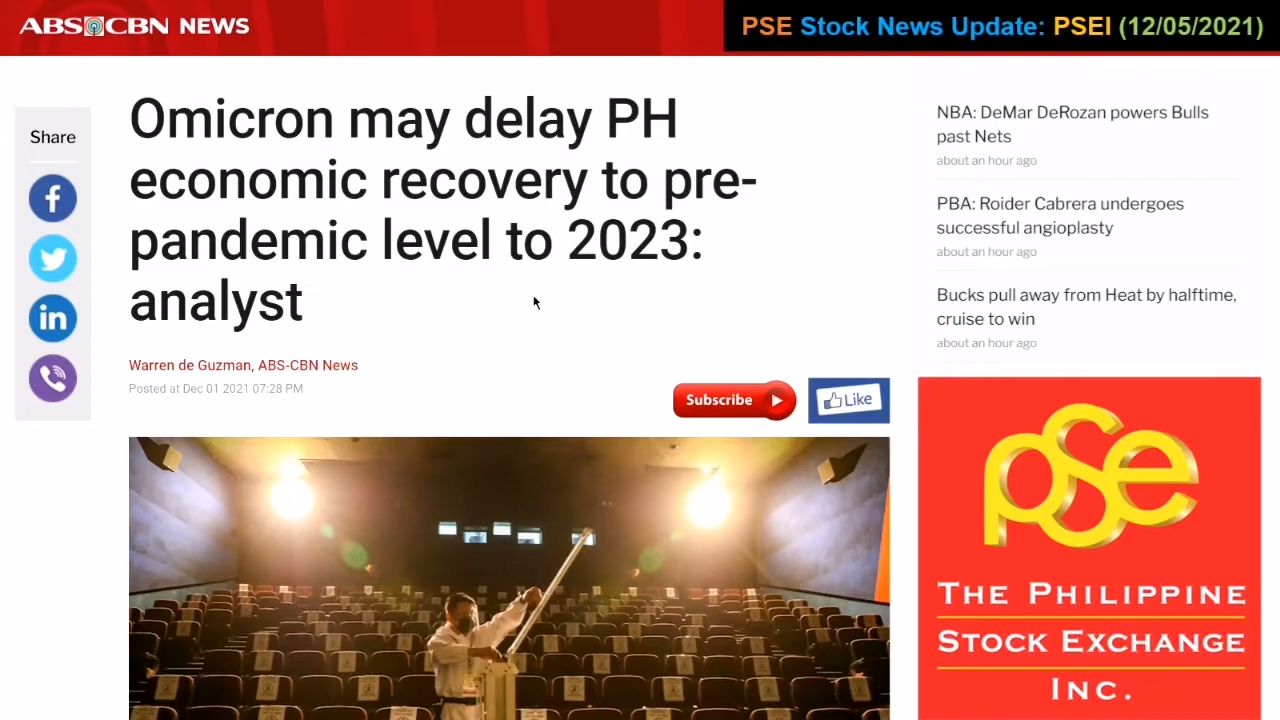 ABS CBN NEWS
PSE Stock News Update: PSEI (12/05/2021)
Share
Omicron may delay PH
economic recovery to pre-
pandemic level to 2023:
analyst
Warren de Guzman, ABS-CBN News
Posted at Dec 01 2021 07:28 PM
Subscribe
Like
NBA: DeMar DeRozan powers Bulls
past Nets
about an hour ago
PBA: Roider Cabrera undergoes
successful angioplasty
about an hour ago
Bucks pull away from Heat by halftime,
cruise to win
about an hour ago
pse
THE PHILIPPINE
STOCK EXCHANGE
INC.